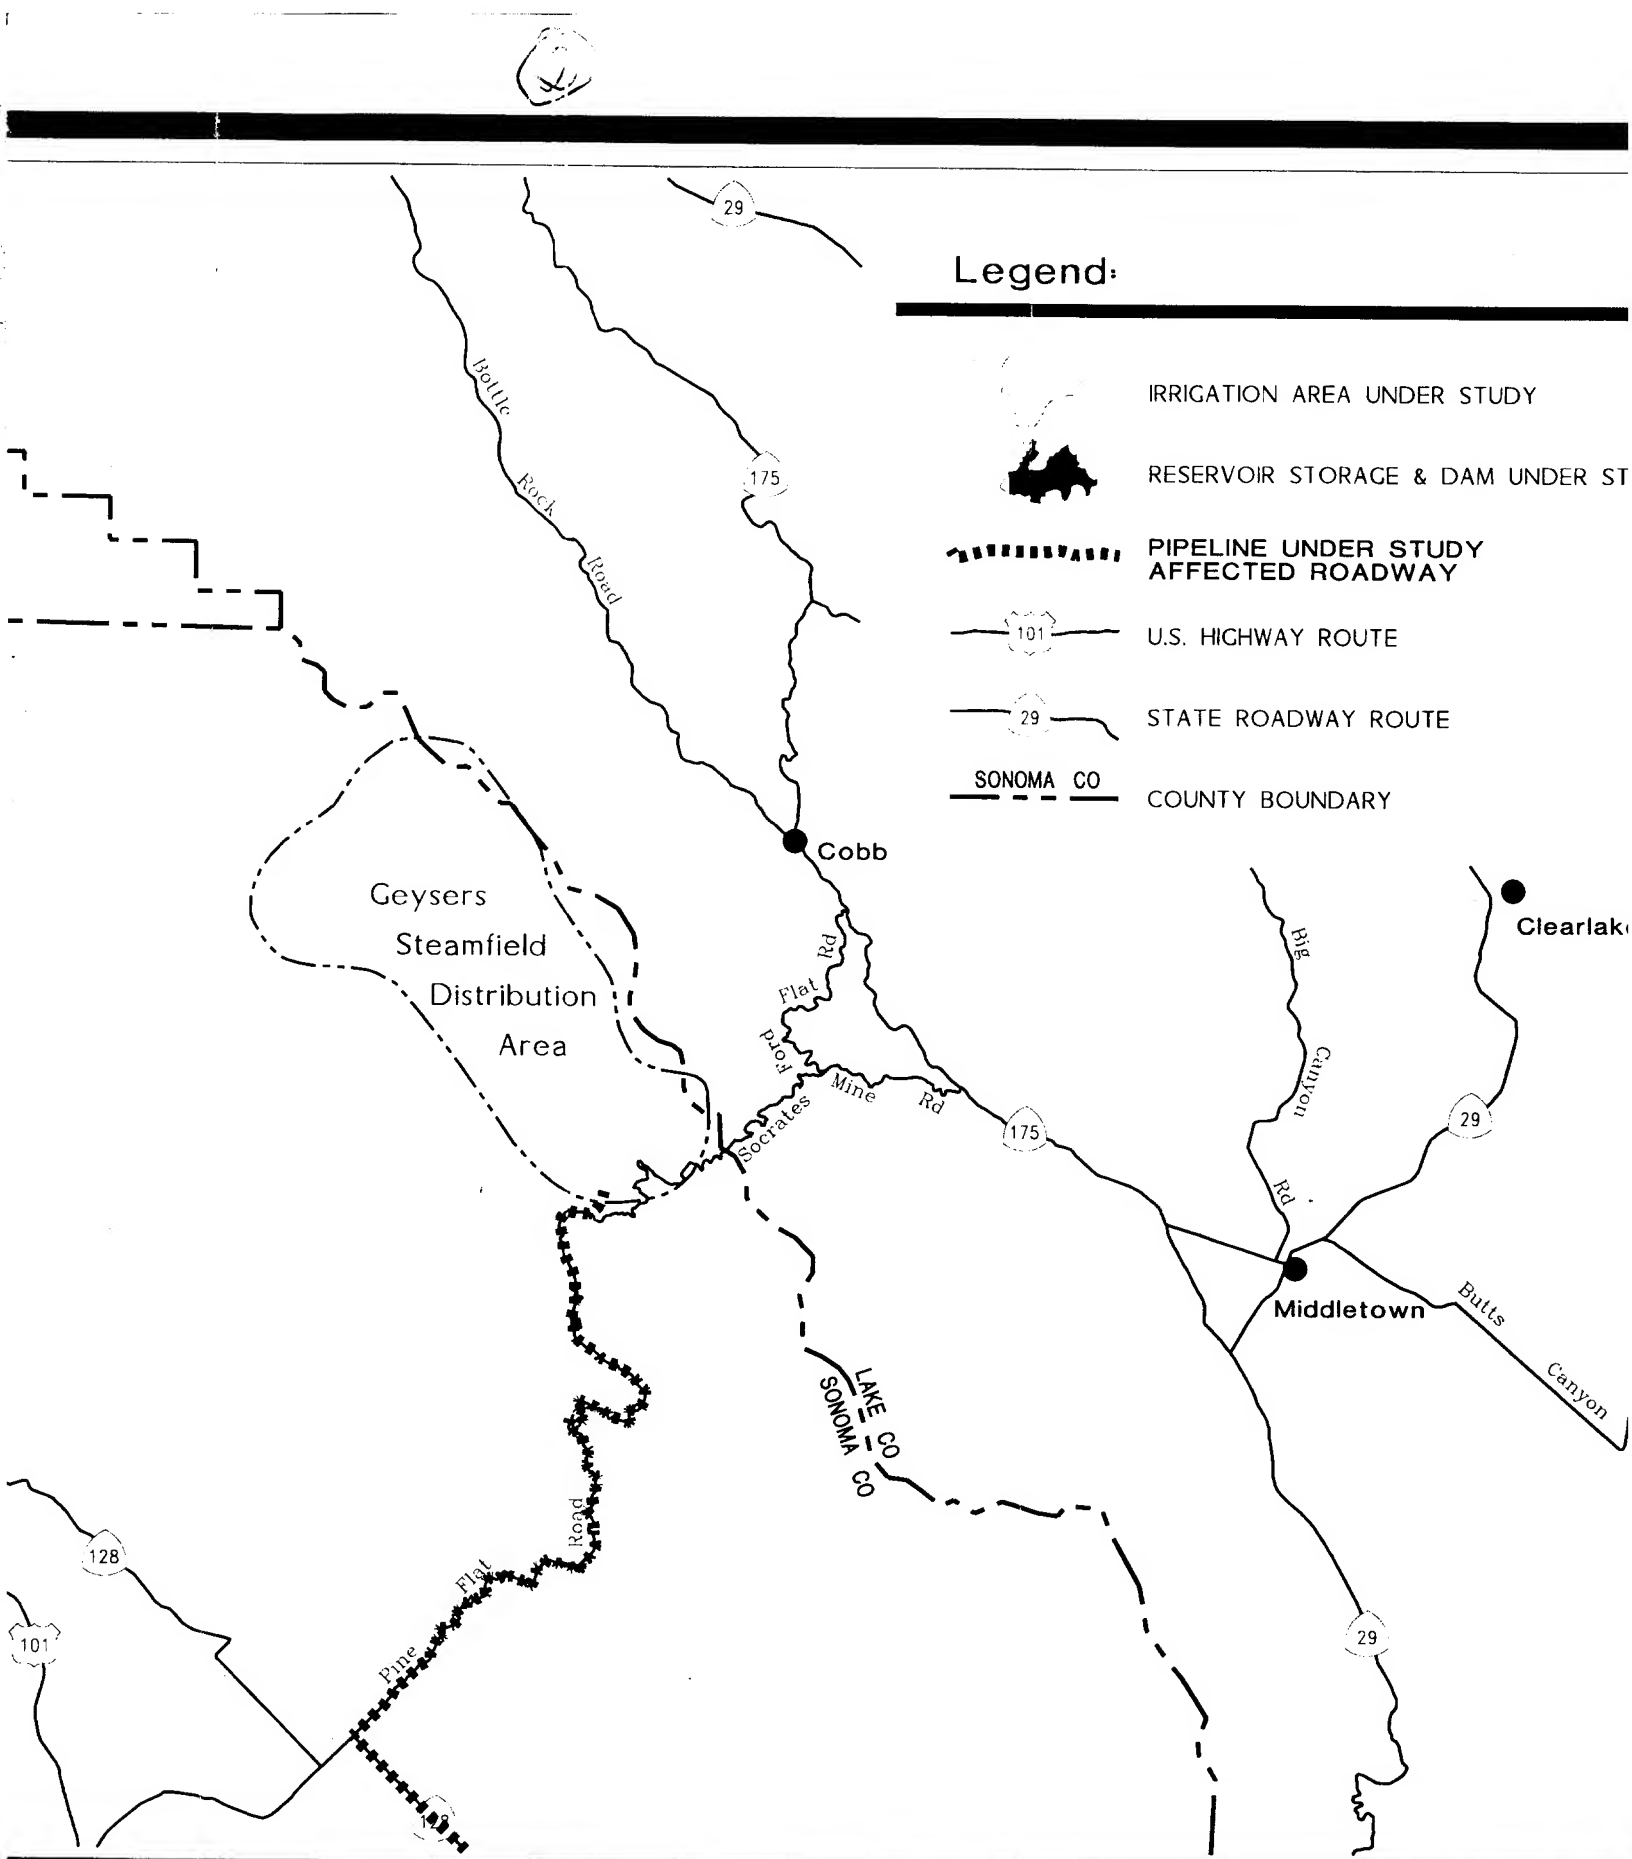 29
Legend:
IRRIGATION AREA UNDER STUDY
RESERVOIR STORAGE & DAM UNDER ST
PIPELINE UNDER STUDY
AFFECTED ROADWAY
101
U.S. HIGHWAY ROUTE
29
STATE ROADWAY ROUTE
SONOMA CO
COUNTY BOUNDARY
Bottle
Rock
Road
175
Cobb
Clearlak
Geysers
Steamfield
Distribution
Area
Ford
Flat
Rd
Socrates
Mine
Rd
175
Big
Canyon
Rd
29
Middletown
Butts
Canyon
LAKE CO
SONOMA CO
128
101
Pine
Flat
Road
29
128